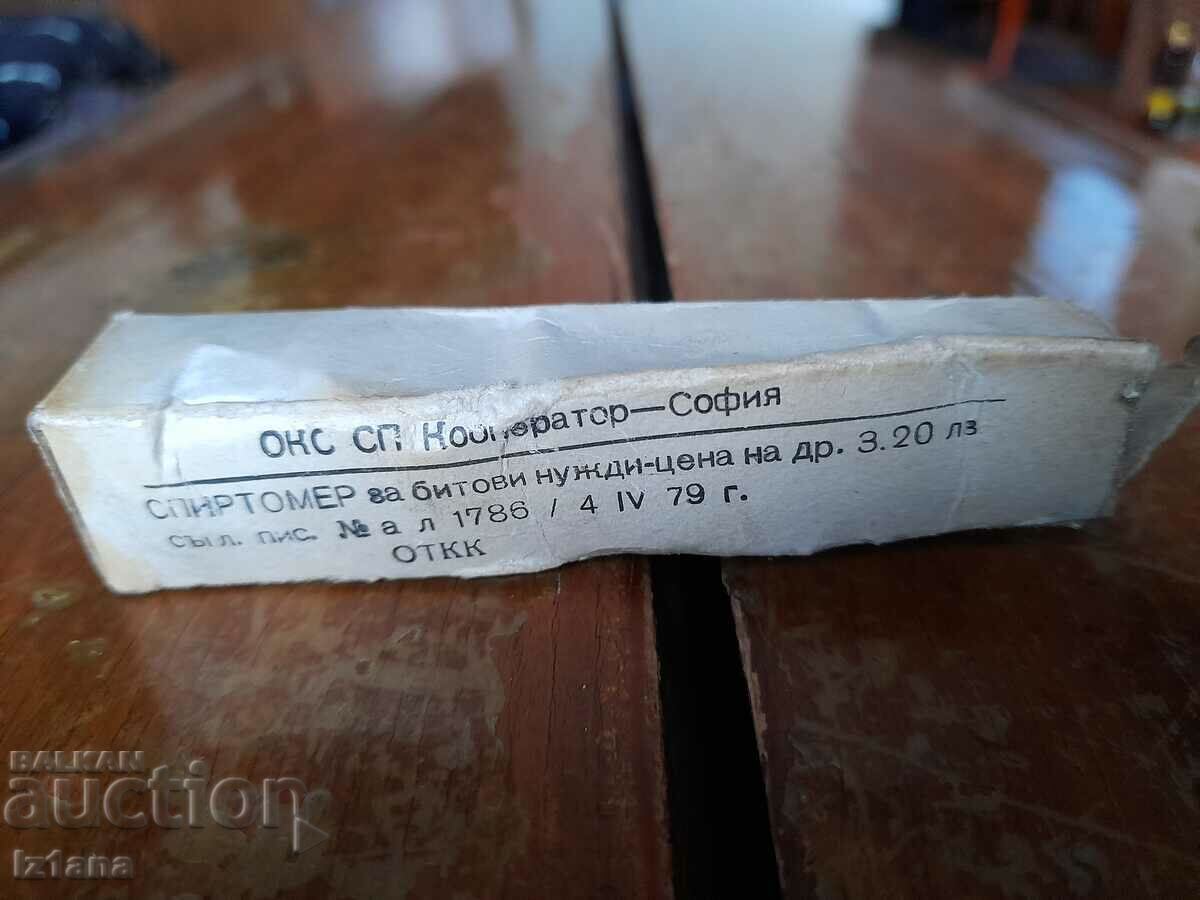 ОКС СП Кооператор—София
СПИРТОМЕР за битови нужди-цена на др. 3.20 лз
съгл. пис. № а л 1786 / 4 IV 79 г.
ОТКК
BALKAN
auction
Iz1ana